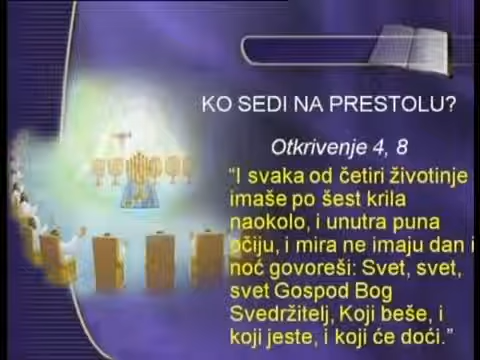 KO SEDI NA PRESTOLU?
Otkrivenje 4, 8
“I svaka od četiri životinje
imaše po šest krila
naokolo, i unutra puna
očiju, i mira ne imaju dan i
noć govoreši: Svet, svet,
svet Gospod Bog
Svedržitelj, Koji beše, i
koji jeste, i koji će doći.”